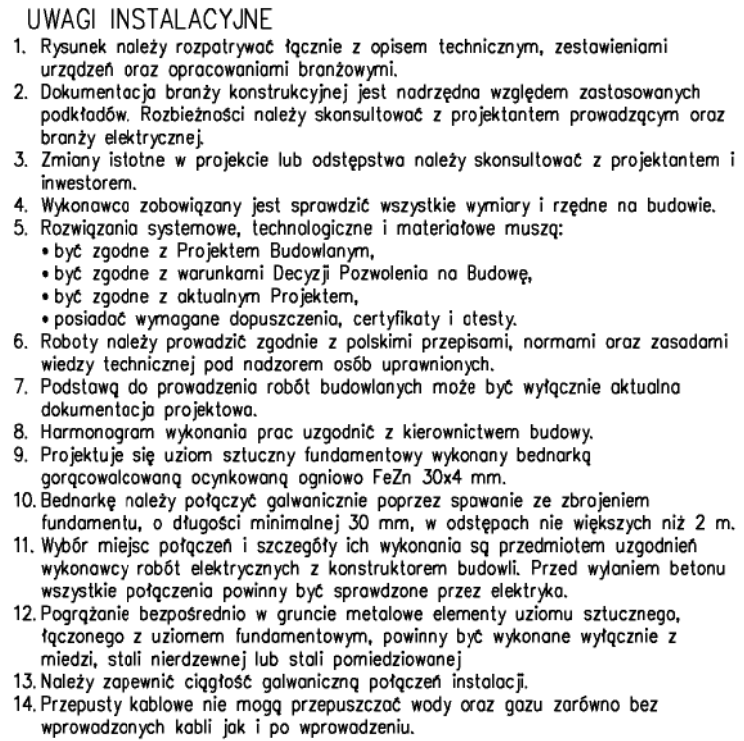 UWAGI INSTALACYJNE
1. Rysunek należy rozpatrywać łącznie z opisem technicznym, zestawieniami
urządzeń oraz opracowaniami branżowymi.
2. Dokumentacja branży konstrukcyjnej jest nadrzędna względem zastosowanych
podkładów. Rozbieżności należy skonsultować z projektantem prowadzącym oraz
branży elektrycznej.
3. Zmiany istotne w projekcie lub odstępstwa należy skonsultować z projektantem i
inwestorem.
4. Wykonawca zobowiązany jest sprawdzić wszystkie wymiary i rzędne na budowie.
5. Rozwiązania systemowe, technologiczne i materiałowe muszą:
• być zgodne z Projektem Budowlanym,
• być zgodne z warunkami Decyzji Pozwolenia na Budowę,
• być zgodne z aktualnym Projektem,
• posiadać wymagane dopuszczenia, certyfikaty i atesty.
6. Roboty należy prowadzić zgodnie z polskimi przepisami, normami oraz zasadami
wiedzy technicznej pod nadzorem osób uprawnionych.
7. Podstawą do prowadzenia robót budowlanych może być wyłącznie aktualna
dokumentacja projektowa.
8. Harmonogram wykonania prac uzgodnić z kierownictwem budowy.
9. Projektuje się uziom sztuczny fundamentowy wykonany bednarką
gorącowalcowaną ocynkowaną ogniowo FeZn 30x4 mm.
10. Bednarkę należy połączyć galwanicznie poprzez spawanie ze zbrojeniem
fundamentu, o długości minimalnej 30 mm, w odstępach nie większych niż 2 m.
11. Wybór miejsc połączeń i szczegóły ich wykonania są przedmiotem uzgodnień
wykonawcy robót elektrycznych z konstruktorem budowli. Przed wylaniem betonu
wszystkie połączenia powinny być sprawdzone przez elektryka.
12. Pogrążanie bezpośrednio w gruncie metalowe elementy uziomu sztucznego,
łączonego z uziomem fundamentowym, powinny być wykonane wyłącznie z
miedzi, stali nierdzewnej lub stali pomiedziowanej
13. Należy zapewnić ciągłość galwaniczną połączeń instalacji.
14. Przepusty kablowe nie mogą przepuszczać wody oraz gazu zarówno bez
wprowadzonych kabli jak i po wprowadzeniu.